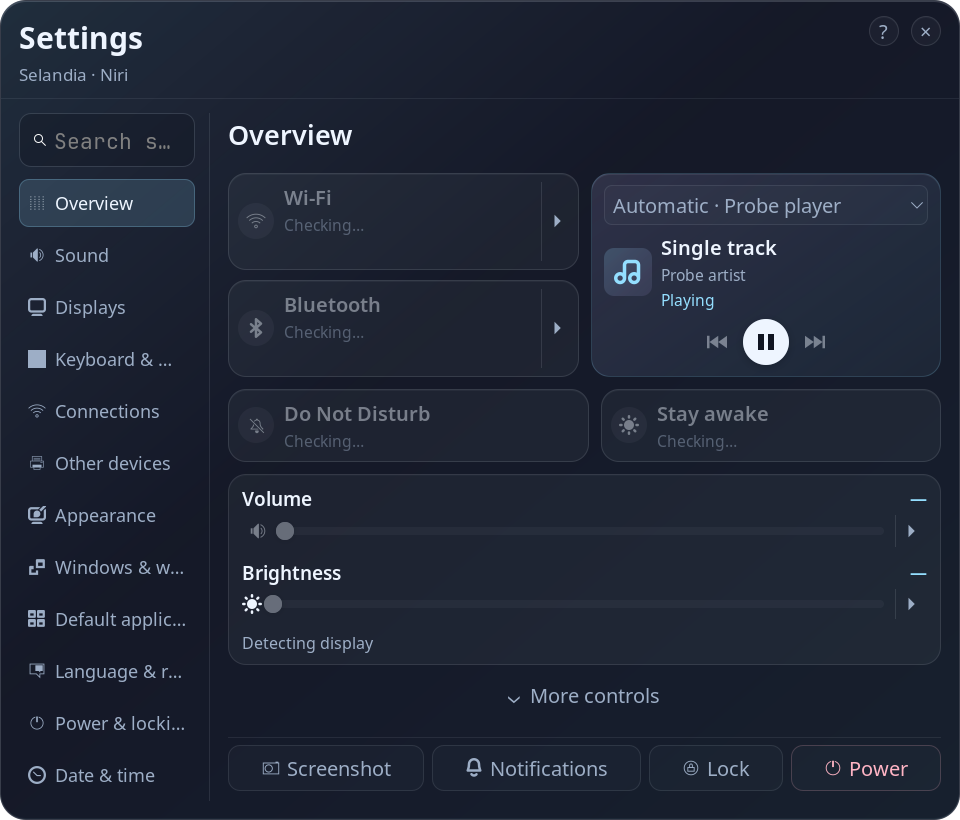 Settings
Selandia · Niri
?
×
Search s…
Overview
Sound
Displays
Keyboard & …
Connections
Other devices
Appearance
Windows & w…
Default applic…
Language & r…
Power & locki…
Date & time
Overview
Wi-Fi
Checking…
Bluetooth
Checking…
Automatic · Probe player
Single track
Probe artist
Playing
Do Not Disturb
Checking…
Stay awake
Checking…
Volume
—
Brightness
—
Detecting display
More controls
Screenshot
Notifications
Lock
Power